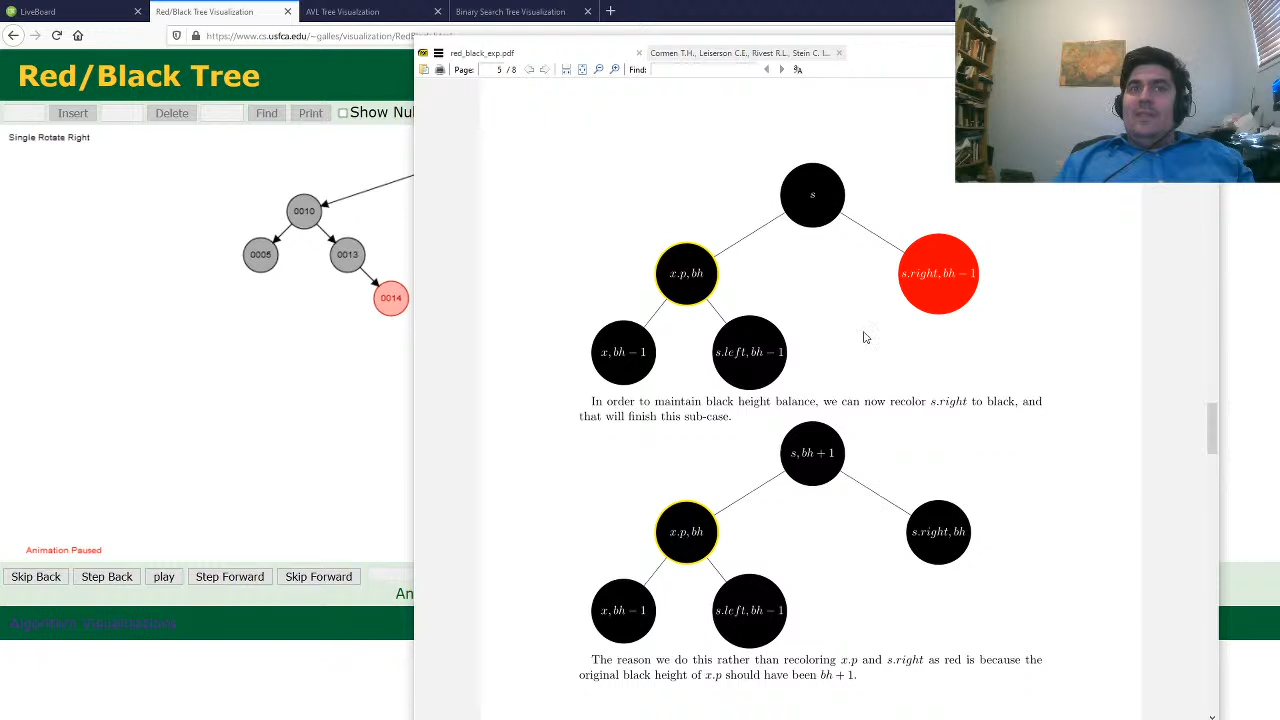 LiveBoard
Red/Black Tree Visualization
AVL Tree Visualzation
Binary Search Tree Visualization
https://www.cs.usfca.edu/~galles/visualization/RedBlack.html
Red/Black Tree
Insert
Delete
Find
Print
Show Nul
Single Rotate Right
0010
0005
0013
0014
Animation Paused
Skip Back
Step Back
play
Step Forward
Skip Forward
An
Algorithm Visualizations
red_black_exp.pdf
Cormen T.H., Leiserson C.E., Rivest R.L., Stein C. I...
Page: 5 / 8
Find:
s
x.p, bh
s.right, bh − 1
x, bh − 1
s.left, bh − 1
In order to maintain black height balance, we can now recolor s.right to black, and
that will finish this sub-case.
s, bh + 1
x.p, bh
s.right, bh
x, bh − 1
s.left, bh − 1
The reason we do this rather than recoloring x.p and s.right as red is because the
original black height of x.p should have been bh + 1.